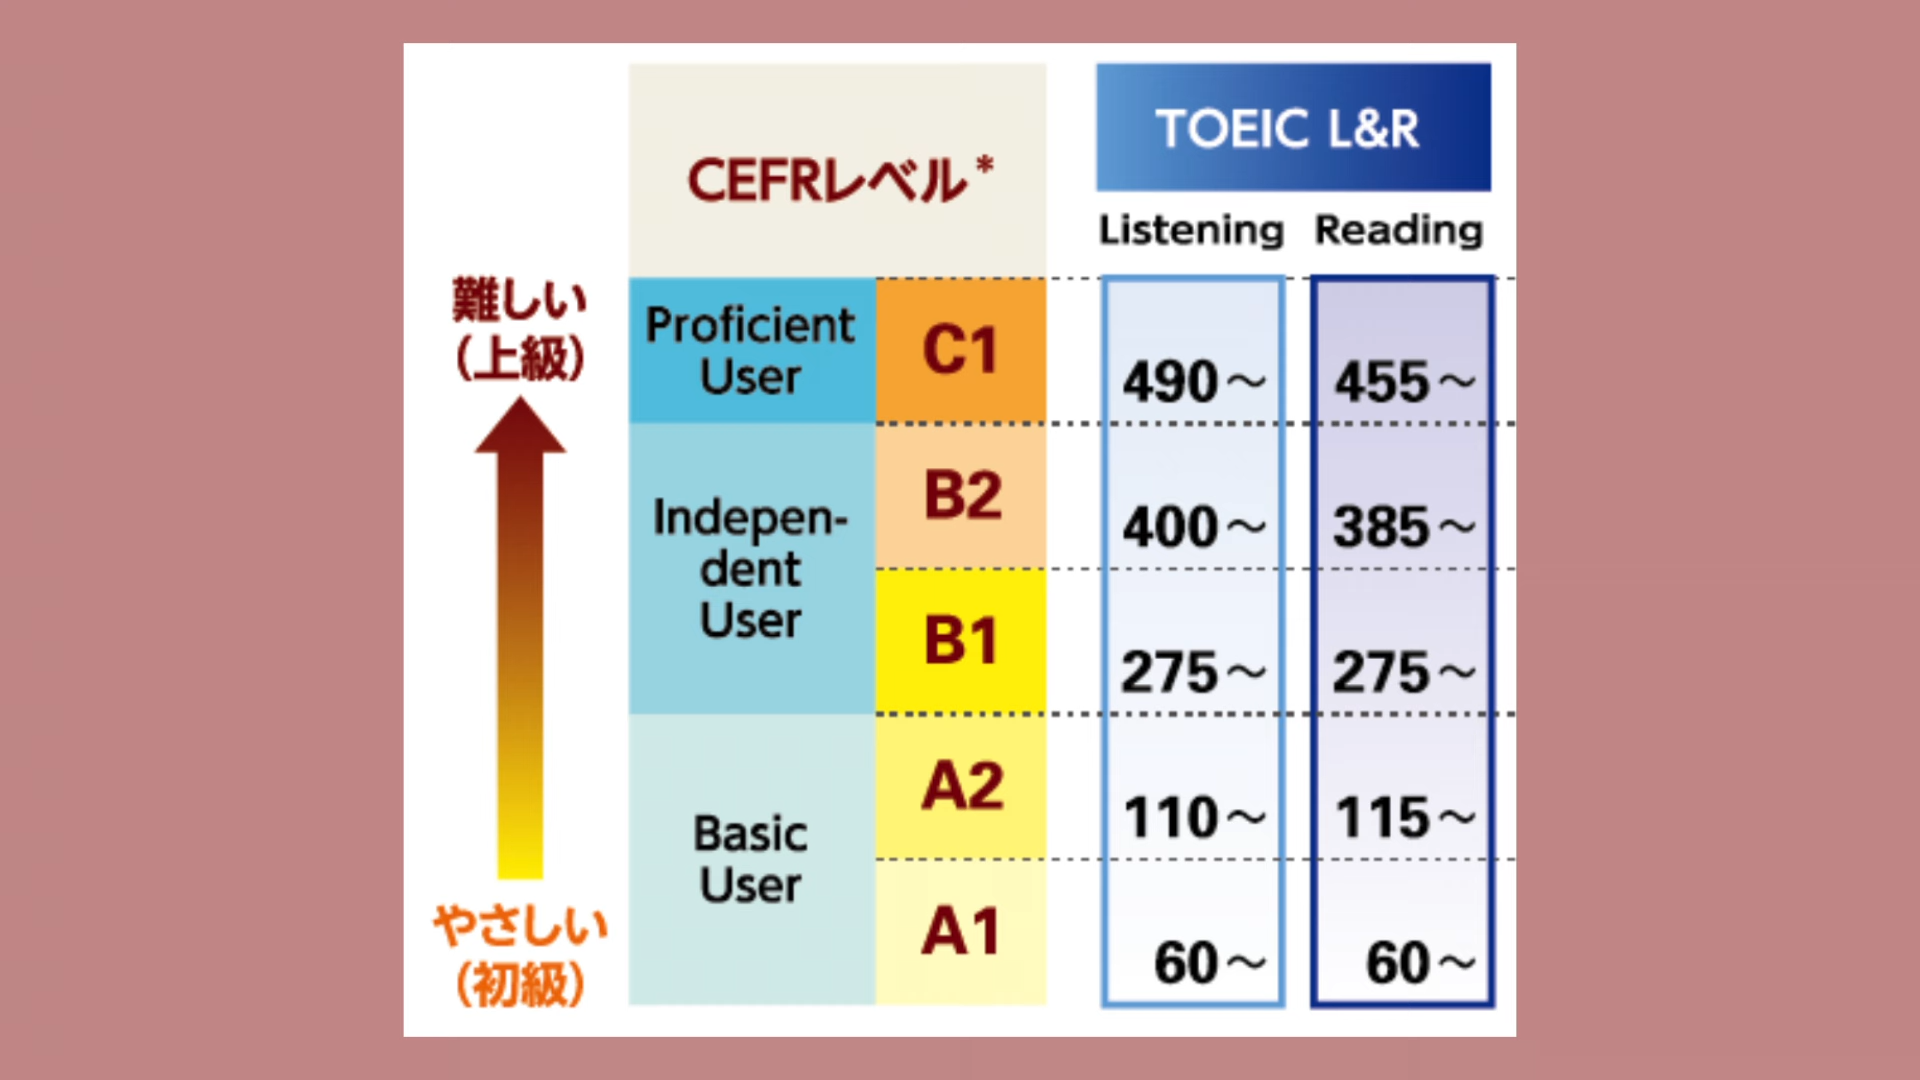 CEFRレベル*
TOEIC L&R
Listening Reading
難しい
（上級）
Proficient
User
C1
490～ 455～
Indepen-
dent
User
B2
400～ 385～
B1
275～ 275～
Basic
User
A2
110～ 115～
A1
60～ 60～
やさしい
（初級）